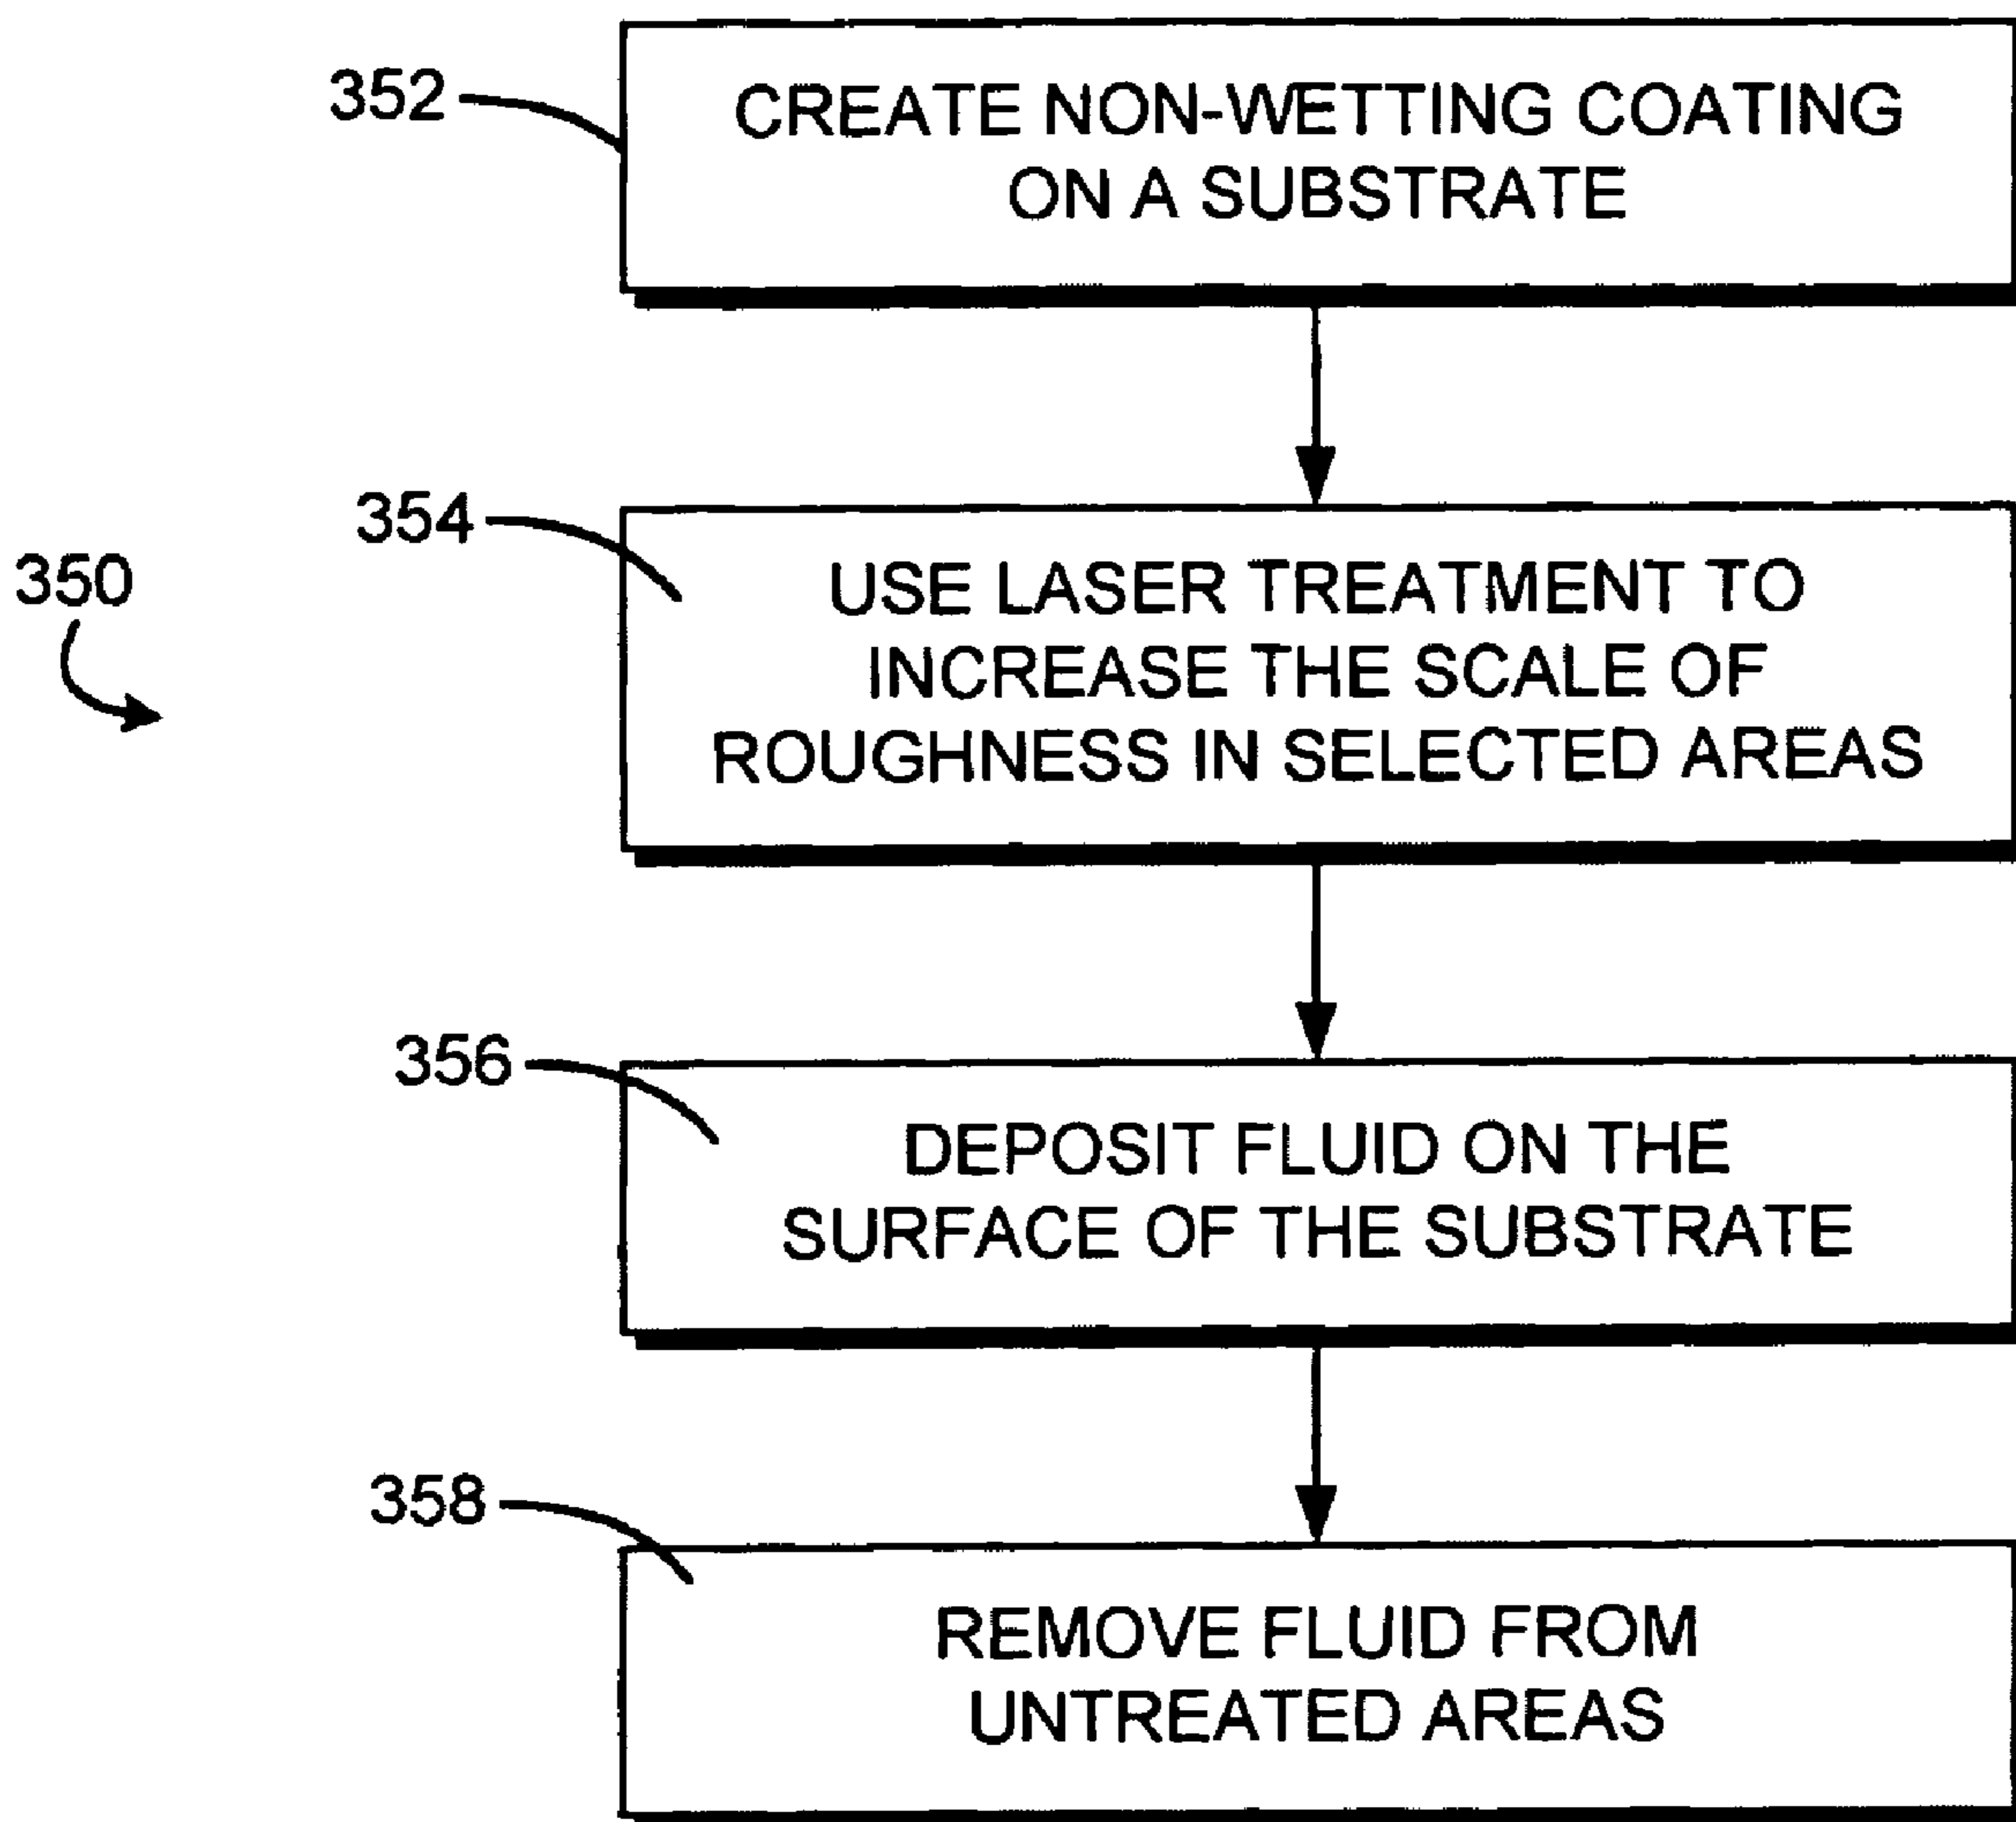 352
CREATE NON-WETTING COATING
ON A SUBSTRATE
354
350
USE LASER TREATMENT TO
INCREASE THE SCALE OF
ROUGHNESS IN SELECTED AREAS
356
DEPOSIT FLUID ON THE
SURFACE OF THE SUBSTRATE
358
REMOVE FLUID FROM
UNTREATED AREAS